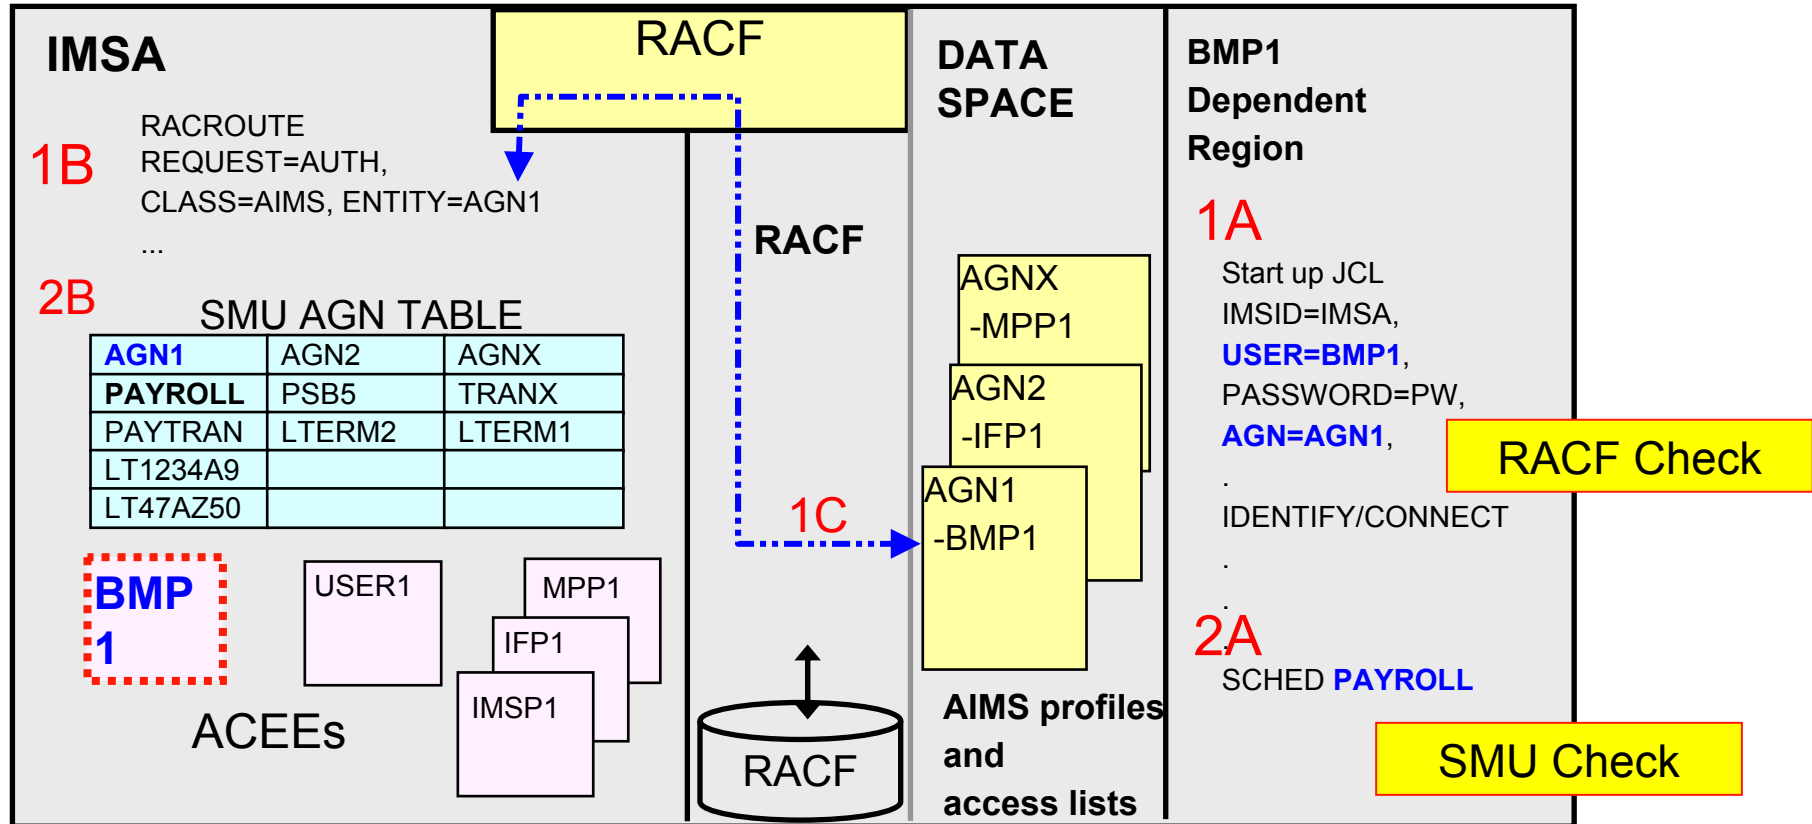 IMSA
RACF
1B
RACROUTE
REQUEST=AUTH,
CLASS=AIMS, ENTITY=AGN1
...
2B
SMU AGN TABLE
AGN1 AGN2 AGNX
PAYROLL PSB5 TRANX
PAYTRAN LTERM2 LTERM1
LT1234A9
LT47AZ50
BMP
1
USER1
MPP1
IFP1
IMSP1
ACEEs
RACF
1C
RACF
DATA
SPACE
AGNX
-MPP1
AGN2
-IFP1
AGN1
-BMP1
AIMS profiles
and
access lists
BMP1
Dependent
Region
1A
Start up JCL
IMSID=IMSA,
USER=BMP1,
PASSWORD=PW,
AGN=AGN1,
.
IDENTIFY/CONNECT
.
.
2A
.
SCHED PAYROLL
RACF Check
SMU Check